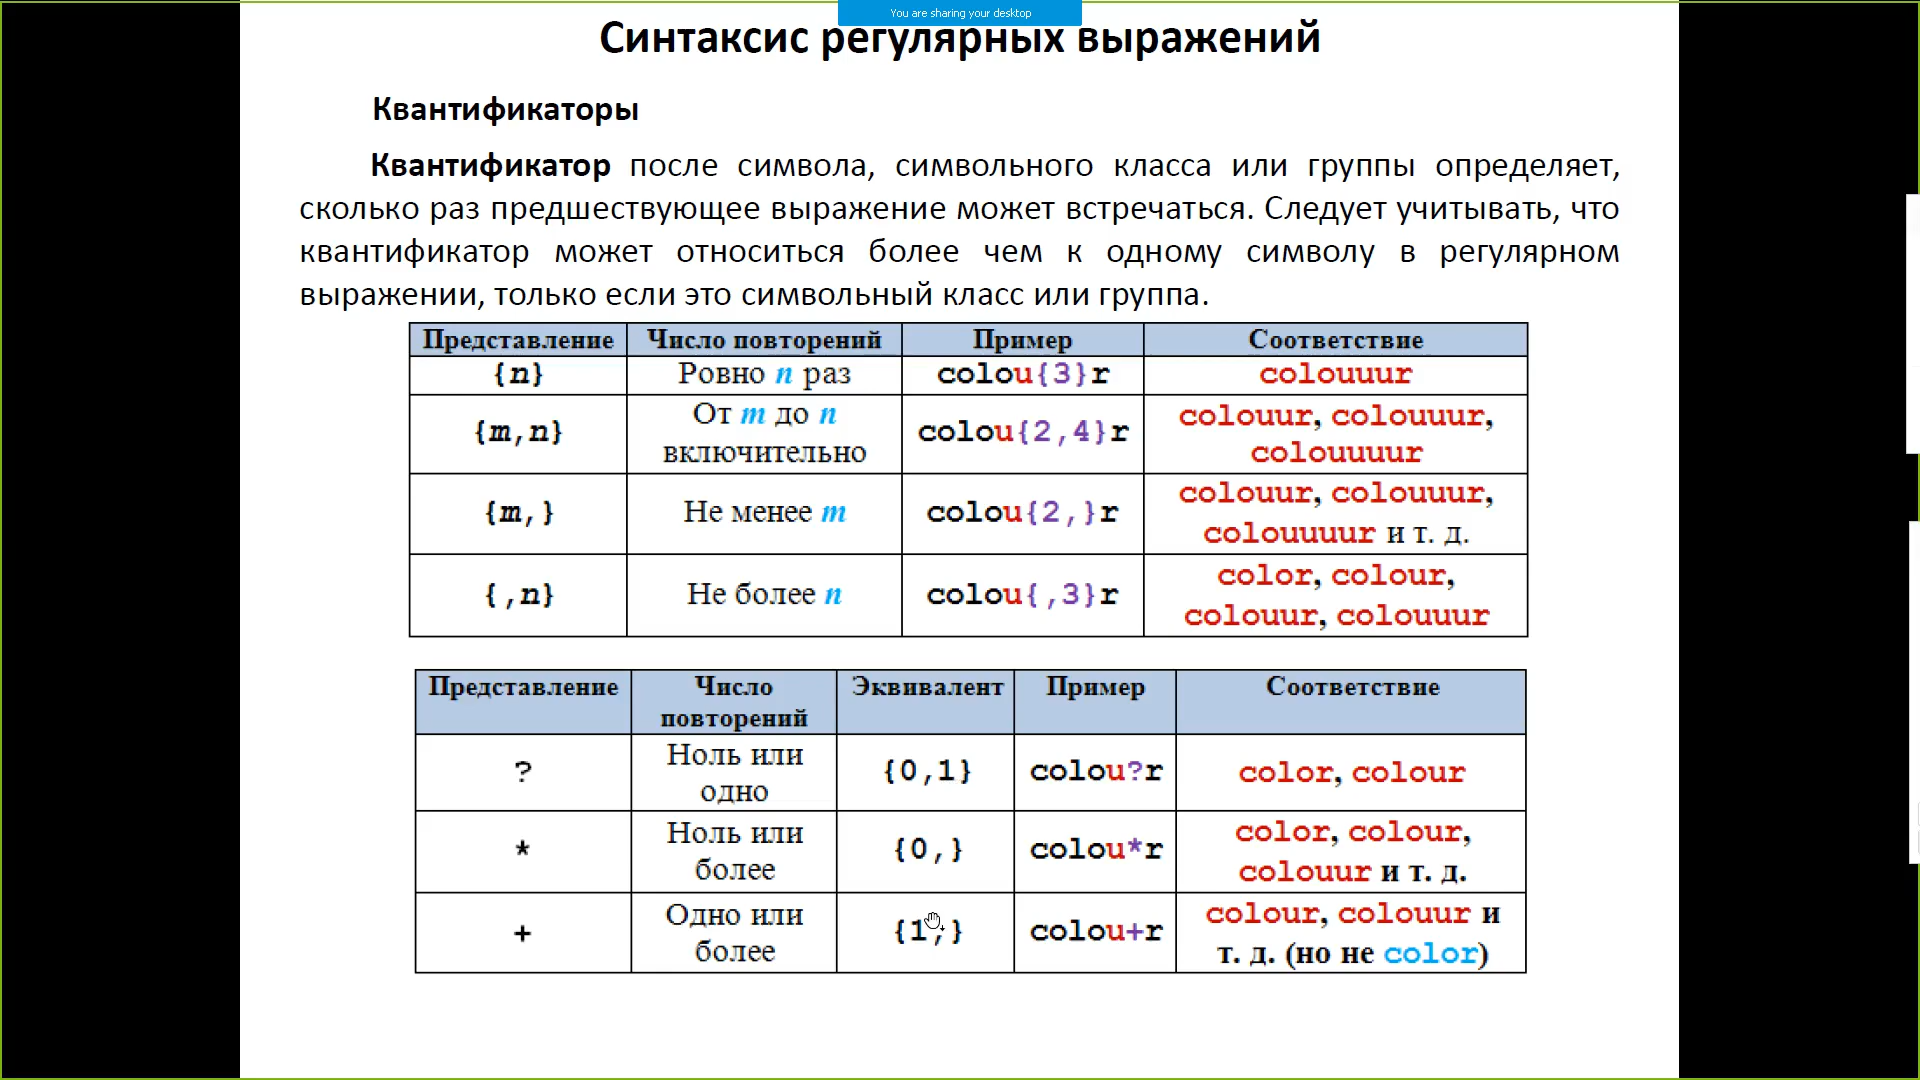 You are sharing your desktop
Синтаксис регулярных выражений
Квантификаторы
Квантификатор после символа, символьного класса или группы определяет,
сколько раз предшествующее выражение может встречаться. Следует учитывать, что
квантификатор может относиться более чем к одному символу в регулярном
выражении, только если это символьный класс или группа.
Представление Число повторений Пример Соответствие
{n} Ровно n раз colou{3}r colouuur
{m,n} От m до n включительно colou{2,4}r colouur, colouuur, colouuuur
{m,} Не менее m colou{2,}r colouur, colouuur, colouuuur и т. д.
{,n} Не более n colou{,3}r color, colour, colouur, colouuur
Представление Число повторений Эквивалент Пример Соответствие
? Ноль или одно {0,1} colou?r color, colour
* Ноль или более {0,} colou*r color, colour, colouur и т. д.
+ Одно или более {1,} colou+r colour, colouur и т. д. (но не color)